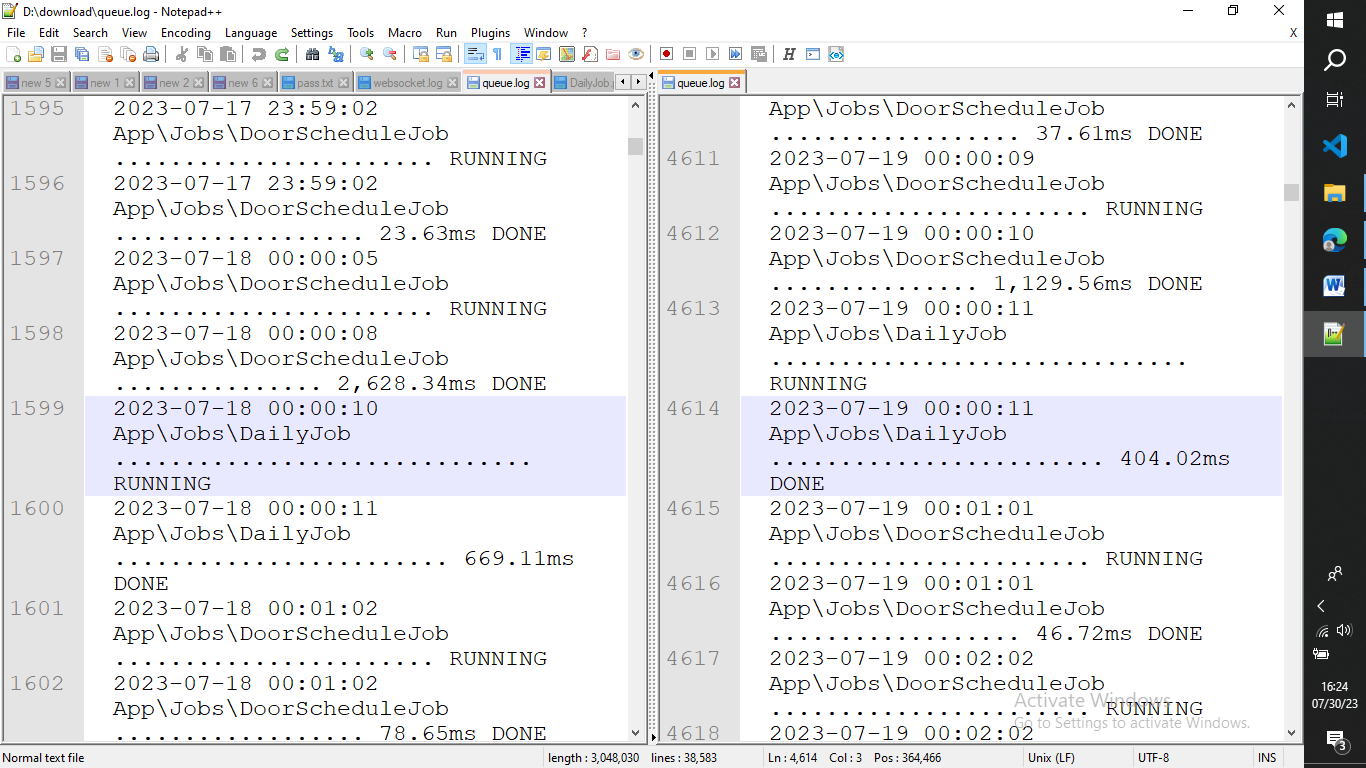 D:\download\queue.log - Notepad++
File Edit Search View Encoding Language Settings Tools Macro Run Plugins Window ? X
new 5 new 1 new 2 new 6 pass.txt websocket.log queue.log DailyJob.
queue.log
1595 2023-07-17 23:59:02
App\Jobs\DoorScheduleJob
....................... RUNNING
1596 2023-07-17 23:59:02
App\Jobs\DoorScheduleJob
.................. 23.63ms DONE
1597 2023-07-18 00:00:05
App\Jobs\DoorScheduleJob
....................... RUNNING
1598 2023-07-18 00:00:08
App\Jobs\DoorScheduleJob
............... 2,628.34ms DONE
1599 2023-07-18 00:00:10
App\Jobs\DailyJob
..............................
RUNNING
1600 2023-07-18 00:00:11
App\Jobs\DailyJob
........................ 669.11ms
DONE
1601 2023-07-18 00:01:02
App\Jobs\DoorScheduleJob
....................... RUNNING
1602 2023-07-18 00:01:02
App\Jobs\DoorScheduleJob
.................. 78.65ms DONE
App\Jobs\DoorScheduleJob
.................. 37.61ms DONE
4611 2023-07-19 00:00:09
App\Jobs\DoorScheduleJob
....................... RUNNING
4612 2023-07-19 00:00:10
App\Jobs\DoorScheduleJob
............... 1,129.56ms DONE
4613 2023-07-19 00:00:11
App\Jobs\DailyJob
..............................
RUNNING
4614 2023-07-19 00:00:11
App\Jobs\DailyJob
........................ 404.02ms
DONE
4615 2023-07-19 00:01:01
App\Jobs\DoorScheduleJob
....................... RUNNING
4616 2023-07-19 00:01:01
App\Jobs\DoorScheduleJob
.................. 46.72ms DONE
4617 2023-07-19 00:02:02
App\Jobs\DoorScheduleJob
....................... RUNNING
4618 2023-07-19 00:02:02
Activate Windows
Go to Settings to activate Windows.
Normal text file length : 3,048,030 lines : 38,583 Ln : 4,614 Col : 3 Pos : 364,466 Unix (LF) UTF-8 INS
16:24
07/30/23
3